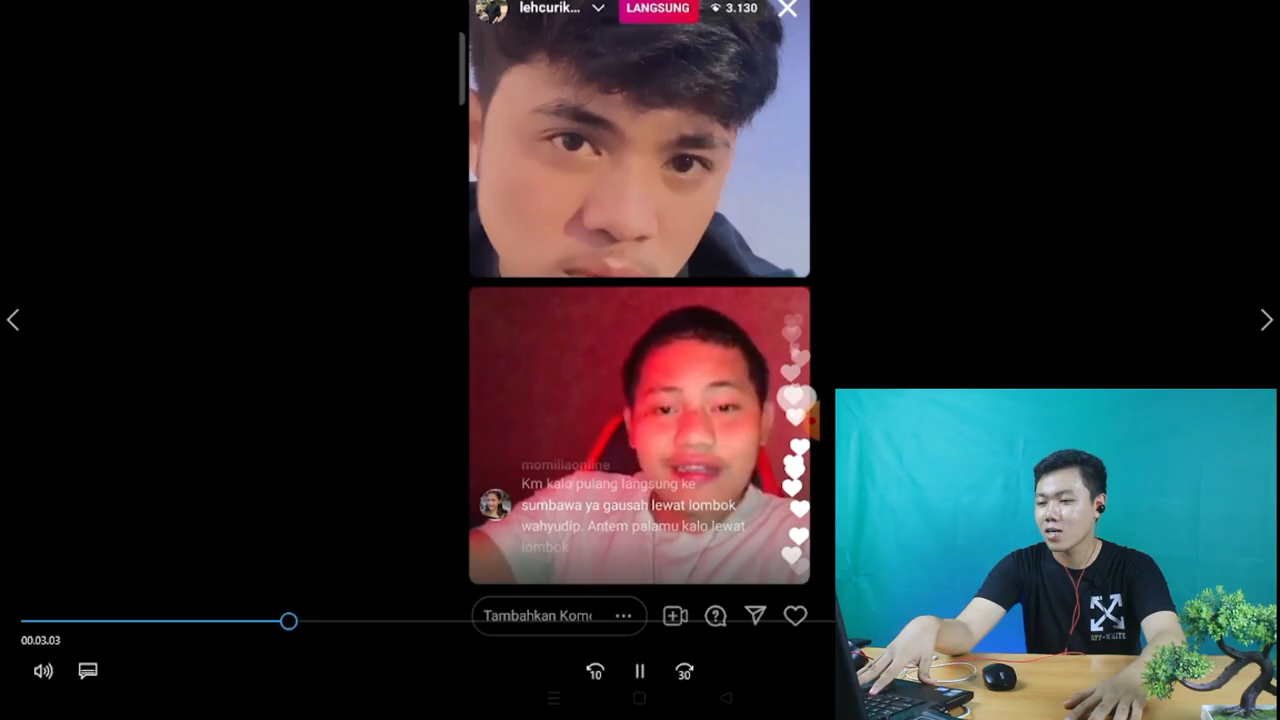 lehcurik...
LANGSUNG
3.130
momiliaonline
Km kalo pulang langsung ke
sumbawa ya gausah lewat lombok
wahyudip. Antem palamu kalo lewat
lombok
Tambahkan Kome
...
00.03.03
10
30
OFF-WHITE